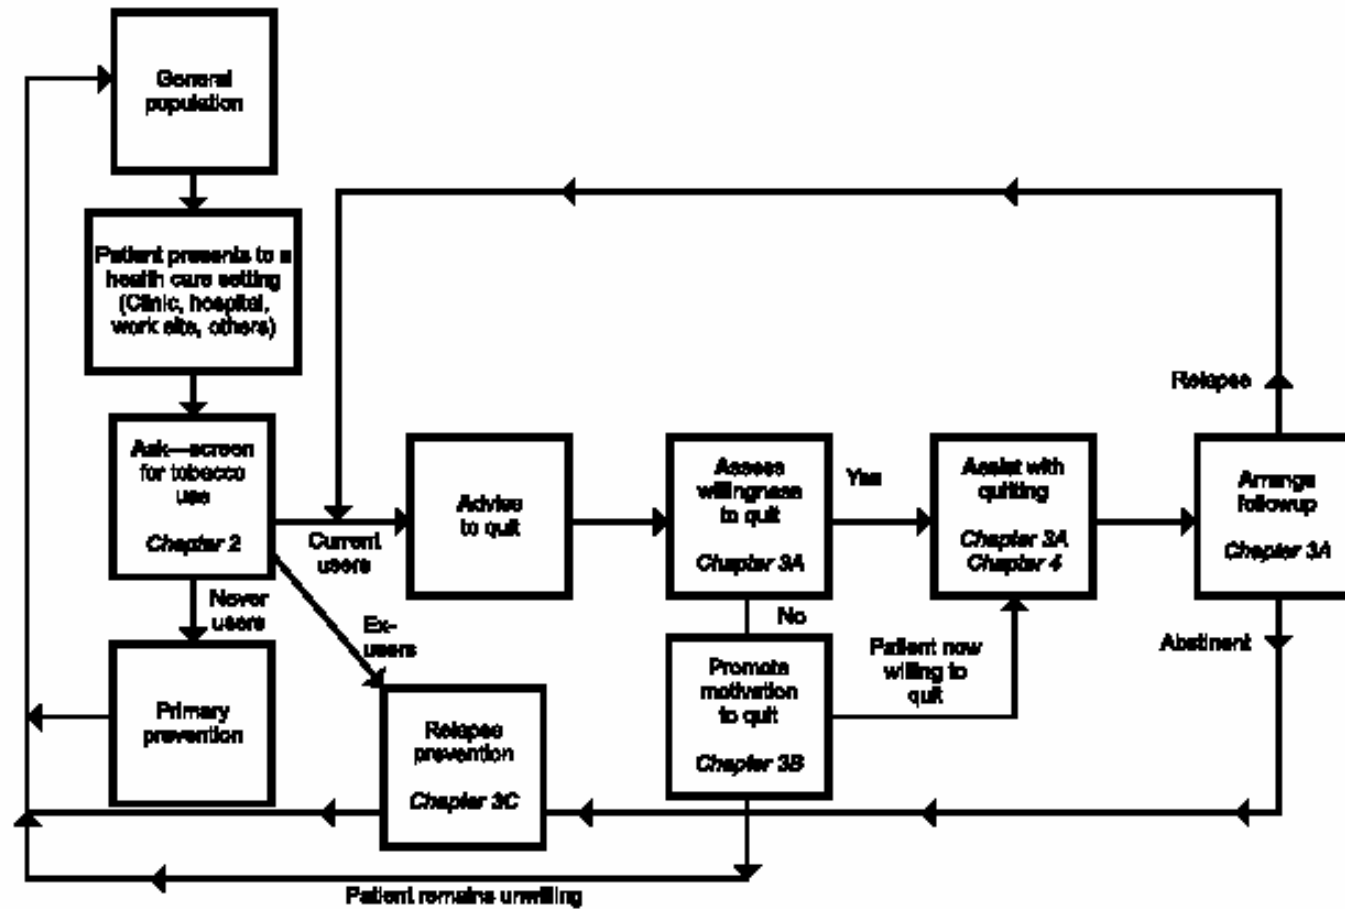 General
population
Patient presents to a
health care setting
(Clinic, hospital,
work site, others)
Ask—screen
for tobacco
use
Chapter 2
Current
users
Never
users
Ex-
users
Primary
prevention
Relapse
prevention
Chapter 3C
Advise
to quit
Assess
willingness
to quit
Chapter 3A
Yes
No
Promote
motivation
to quit
Chapter 3B
Patient now
willing to
quit
Assist with
quitting
Chapter 3A
Chapter 4
Arrange
followup
Chapter 3A
Relapse
Abstinent
Patient remains unwilling